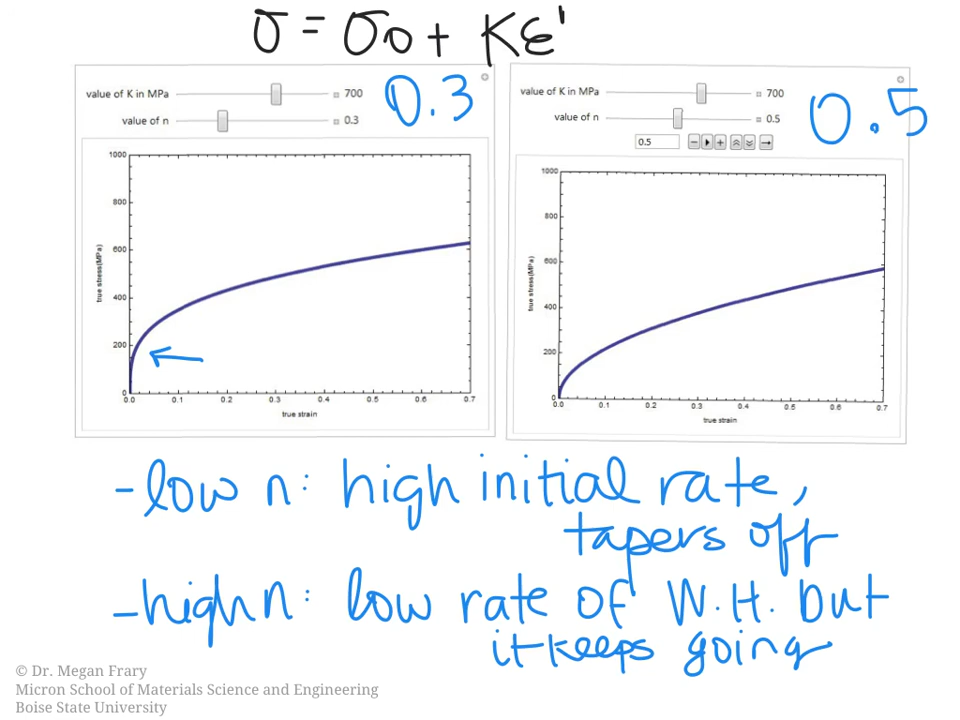 σ = σo + Kε'
value of K in MPa 700
value of n 0.3
0.3
value of K in MPa 700
value of n 0.5
0.5
0.5
1000
800
600
400
200
0
true stress(MPa)
0.0 0.1 0.2 0.3 0.4 0.5 0.6 0.7
true strain
1000
800
600
400
200
0
true stress(MPa)
0.0 0.1 0.2 0.3 0.4 0.5 0.6 0.7
true strain
-low n: high initial rate,
tapers off
-high n: low rate of W.H. but
it keeps going
© Dr. Megan Frary
Micron School of Materials Science and Engineering
Boise State University